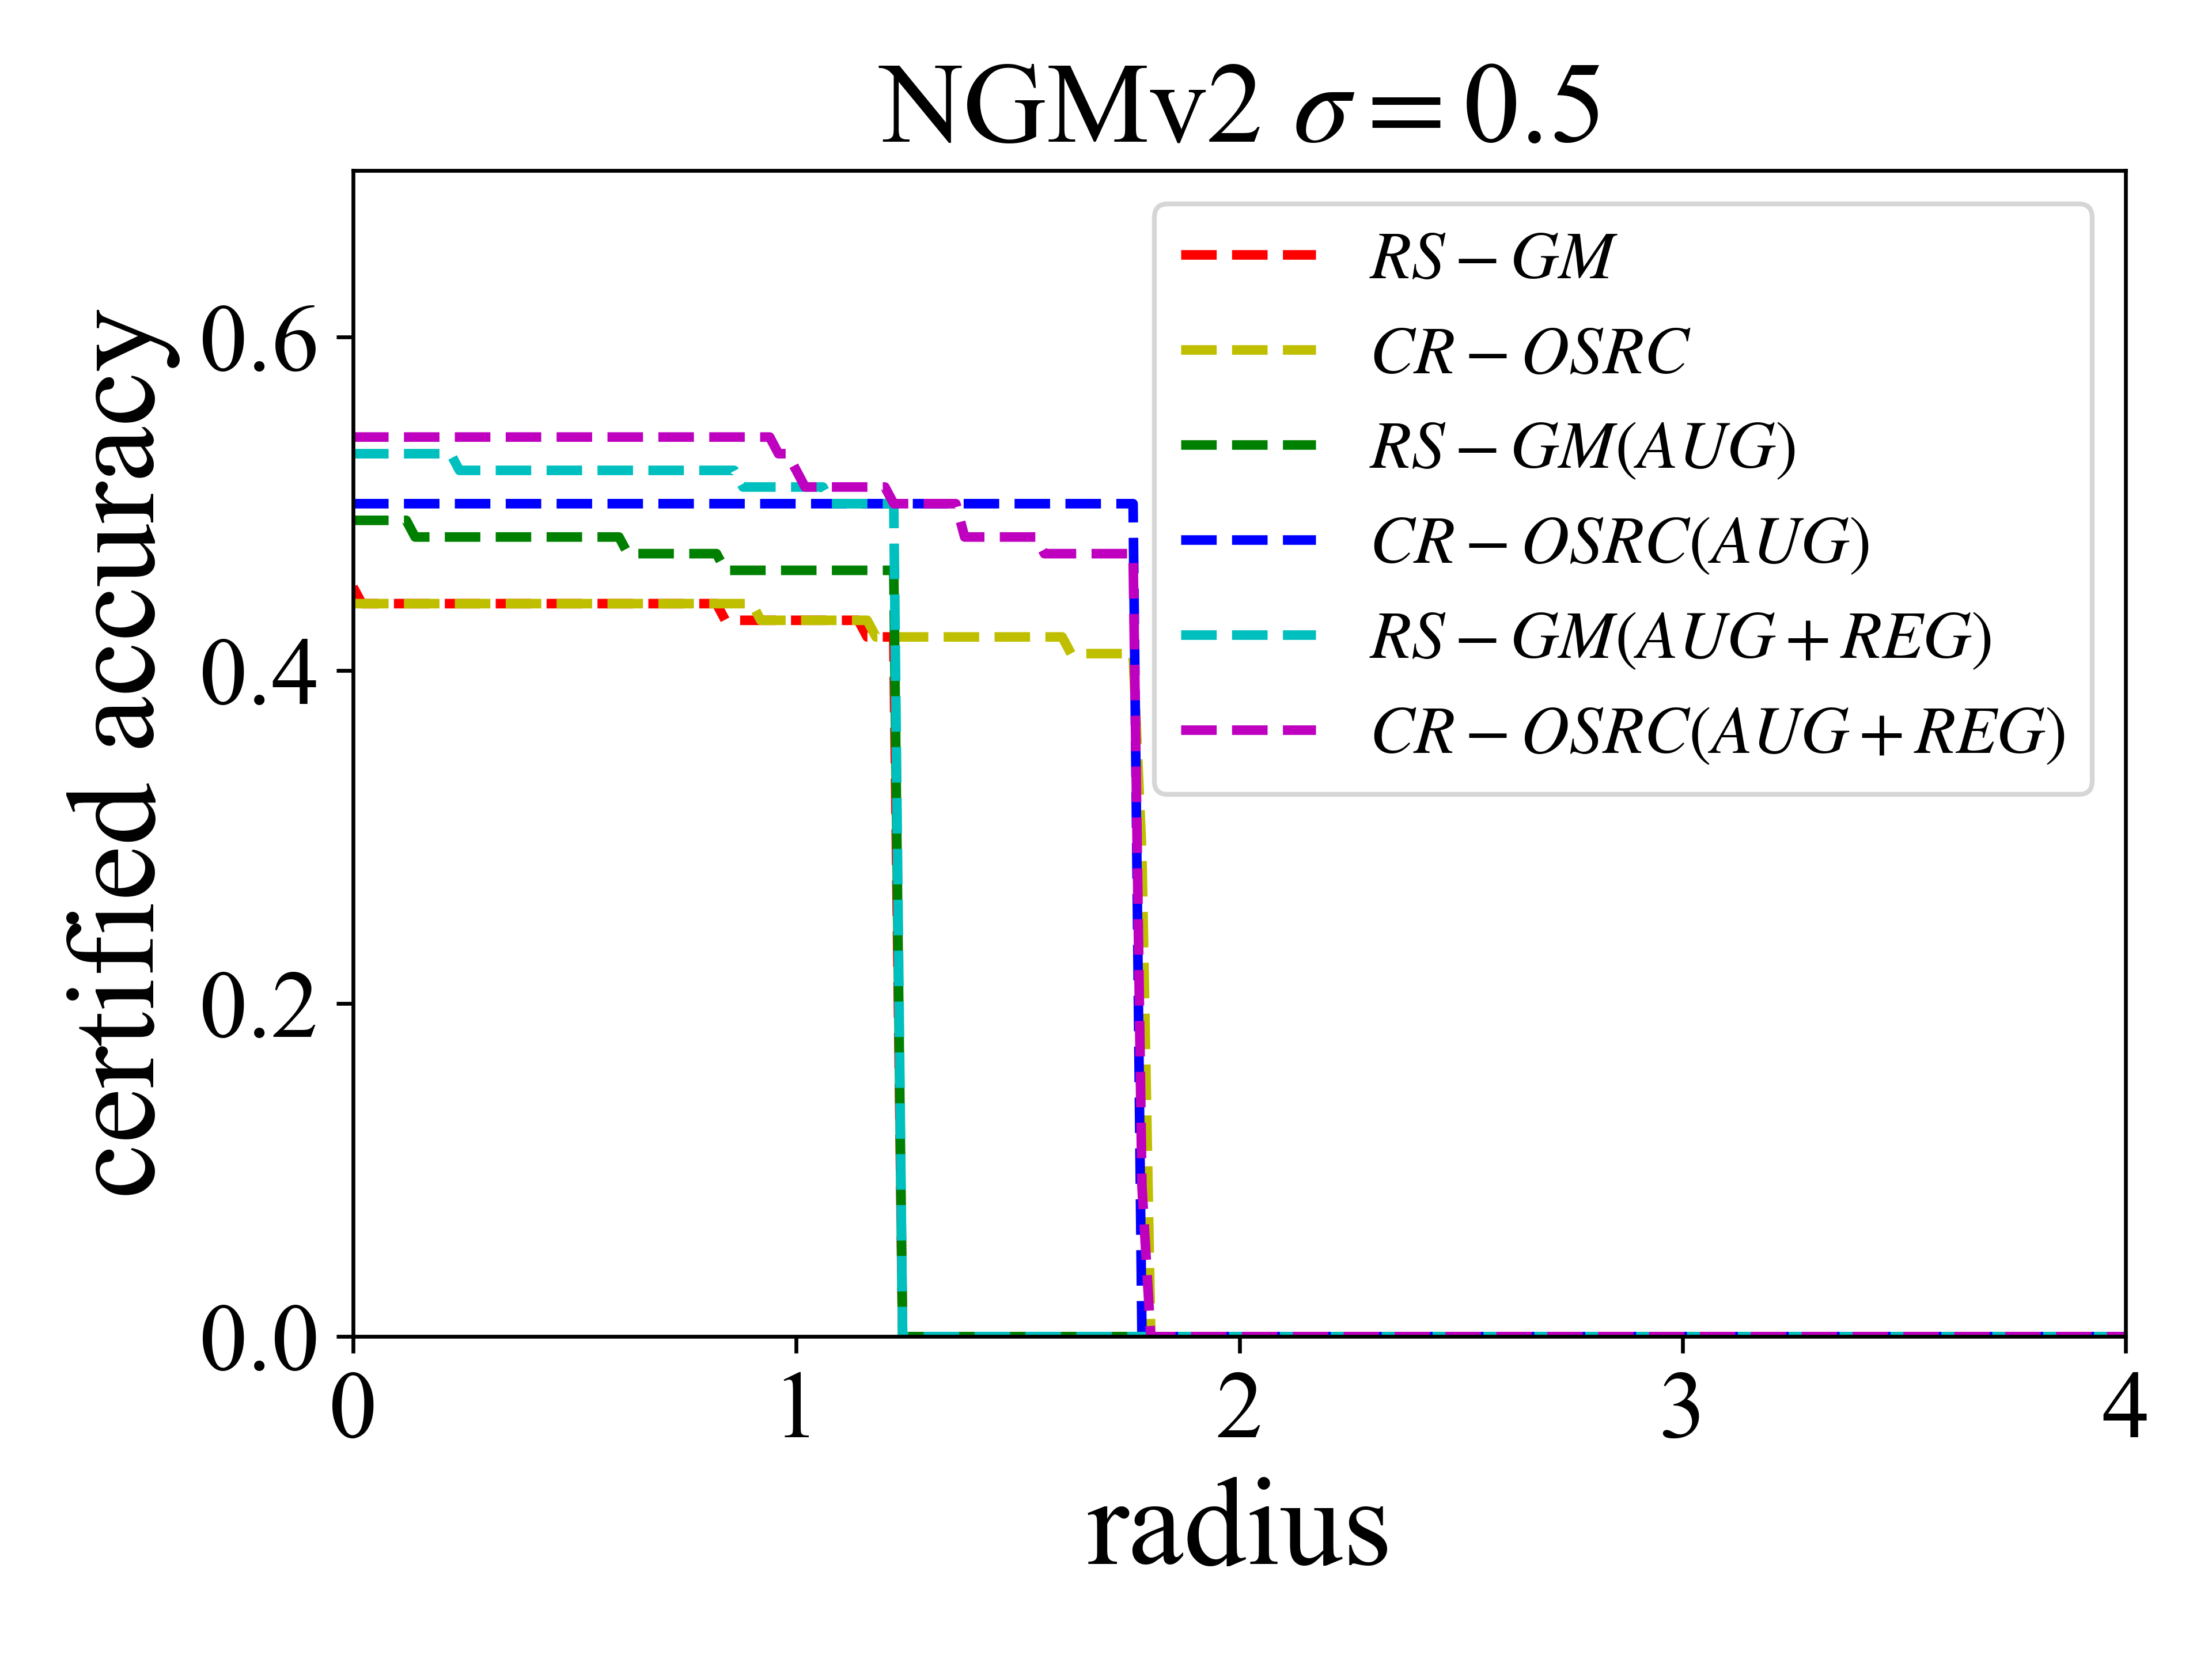 NGMv2 σ = 0.5
certified accuracy
0.6
0.4
0.2
0.0
RS − GM
CR − OSRC
RS − GM(AUG)
CR − OSRC(AUG)
RS − GM(AUG + REG)
CR − OSRC(AUG + REG)
0 1 2 3 4
radius